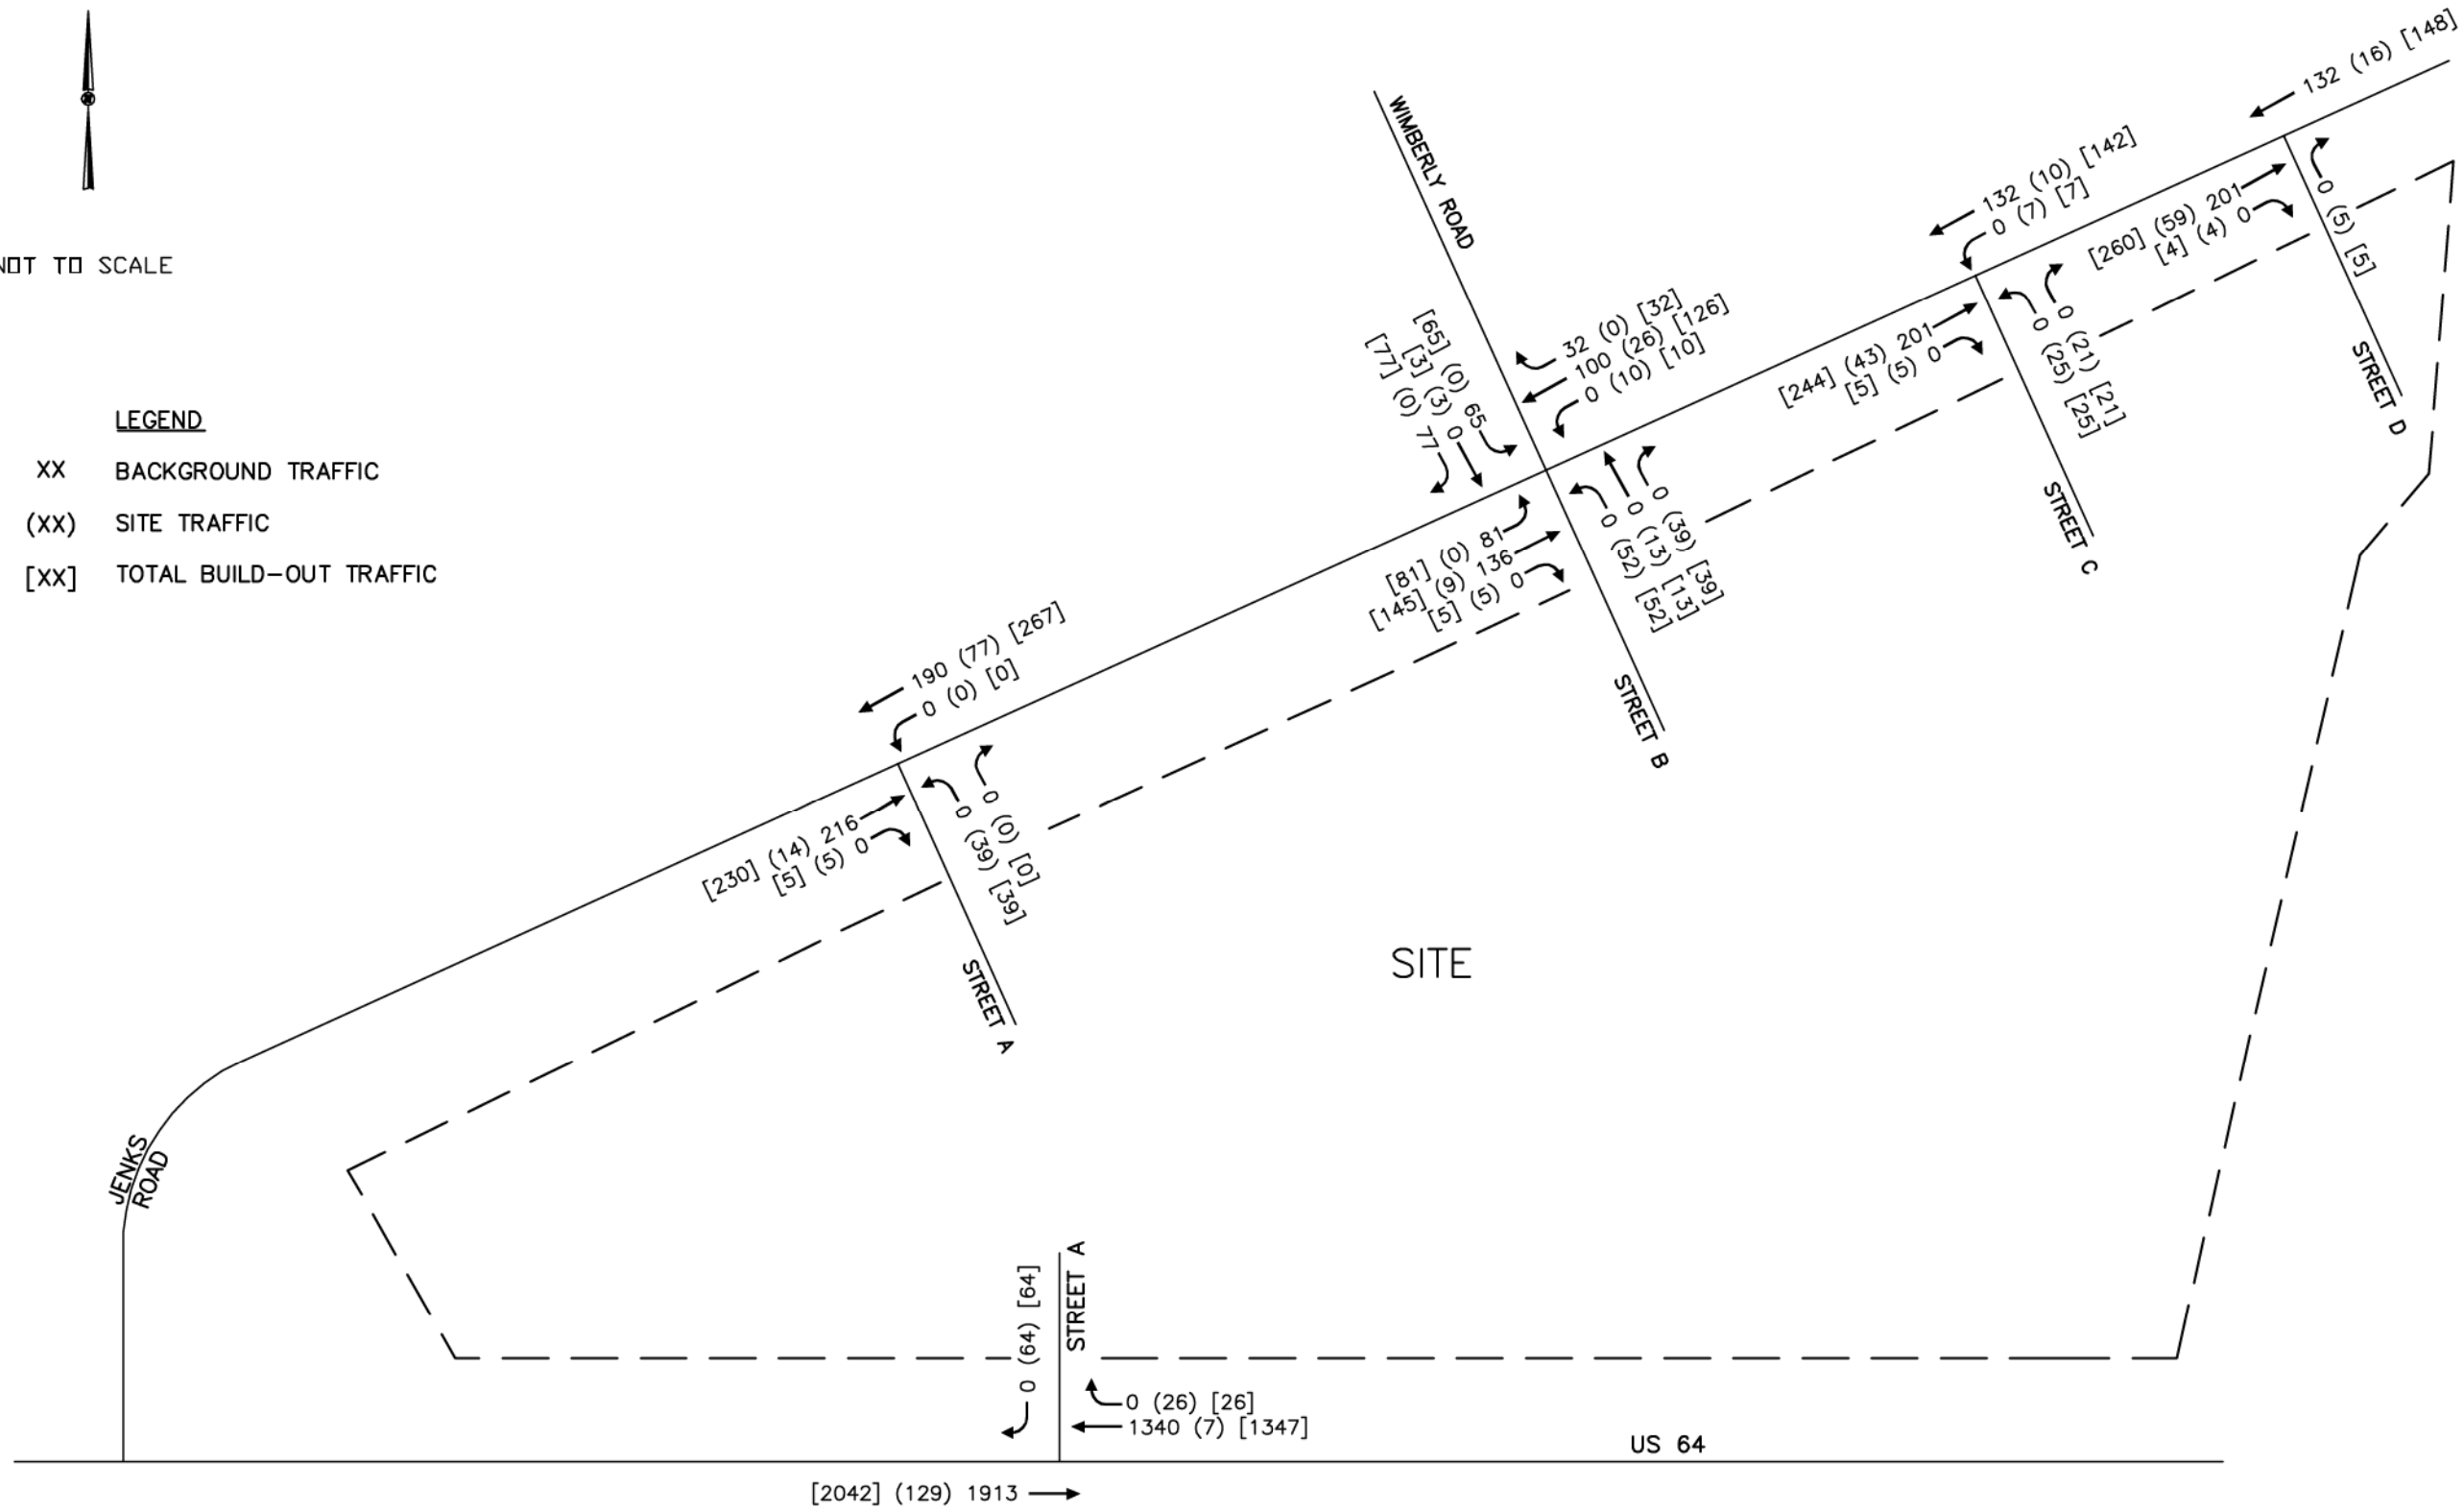 132 (16) [148]
WIMBERLY ROAD
132 (10) [142]
0 (7) [7]
[260] (59) 201
[4] (4) 0
0 (5) [5]
NOT TO SCALE
32 (0) [32]
100 (26) [126]
0 (10) [10]
[65] (0) 65
[3] (3) 0
[77] (0) 77
[244] (43) 201
[5] (5) 0
0 (21) [21]
0 (25) [25]
STREET D
LEGEND
XX BACKGROUND TRAFFIC
(XX) SITE TRAFFIC
[XX] TOTAL BUILD-OUT TRAFFIC
STREET C
[81] (0) 81
[145] (9) 136
[5] (5) 0
0 (39) [39]
0 (13) [13]
0 (52) [52]
190 (77) [267]
0 (0) [0]
STREET B
[230] (14) 216
[5] (5) 0
0 (0) [0]
0 (39) [39]
SITE
STREET A
JENKS
ROAD
0 (64) [64]
STREET A
0 (26) [26]
1340 (7) [1347]
US 64
[2042] (129) 1913